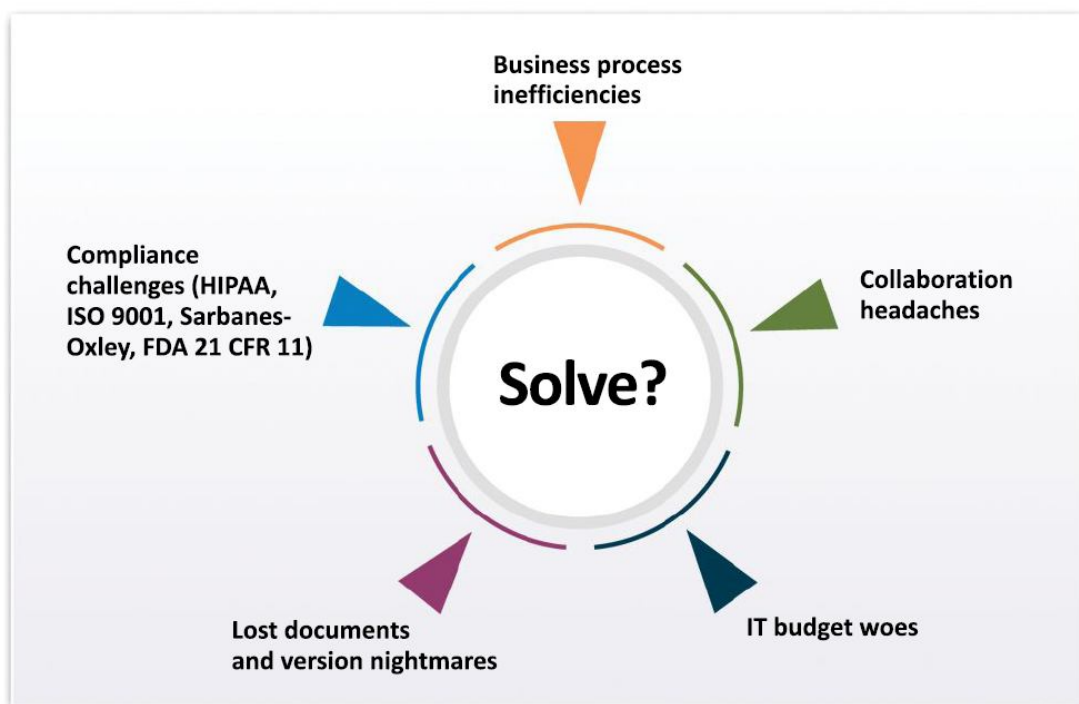 Business process
inefficiencies
Compliance
challenges (HIPAA,
ISO 9001, Sarbanes-
Oxley, FDA 21 CFR 11)
Collaboration
headaches
Solve?
Lost documents
and version nightmares
IT budget woes